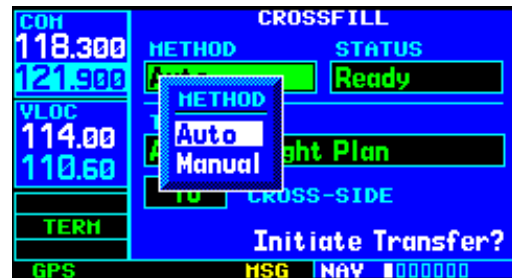 COM
118.300
121.900
VLOC
114.00
110.60
TERM
GPS
CROSSFILL
METHOD
STATUS
Ready
METHOD
Auto
Manual
ght Plan
TO
CROSS-SIDE
Initiate Transfer?
MSG
NAV